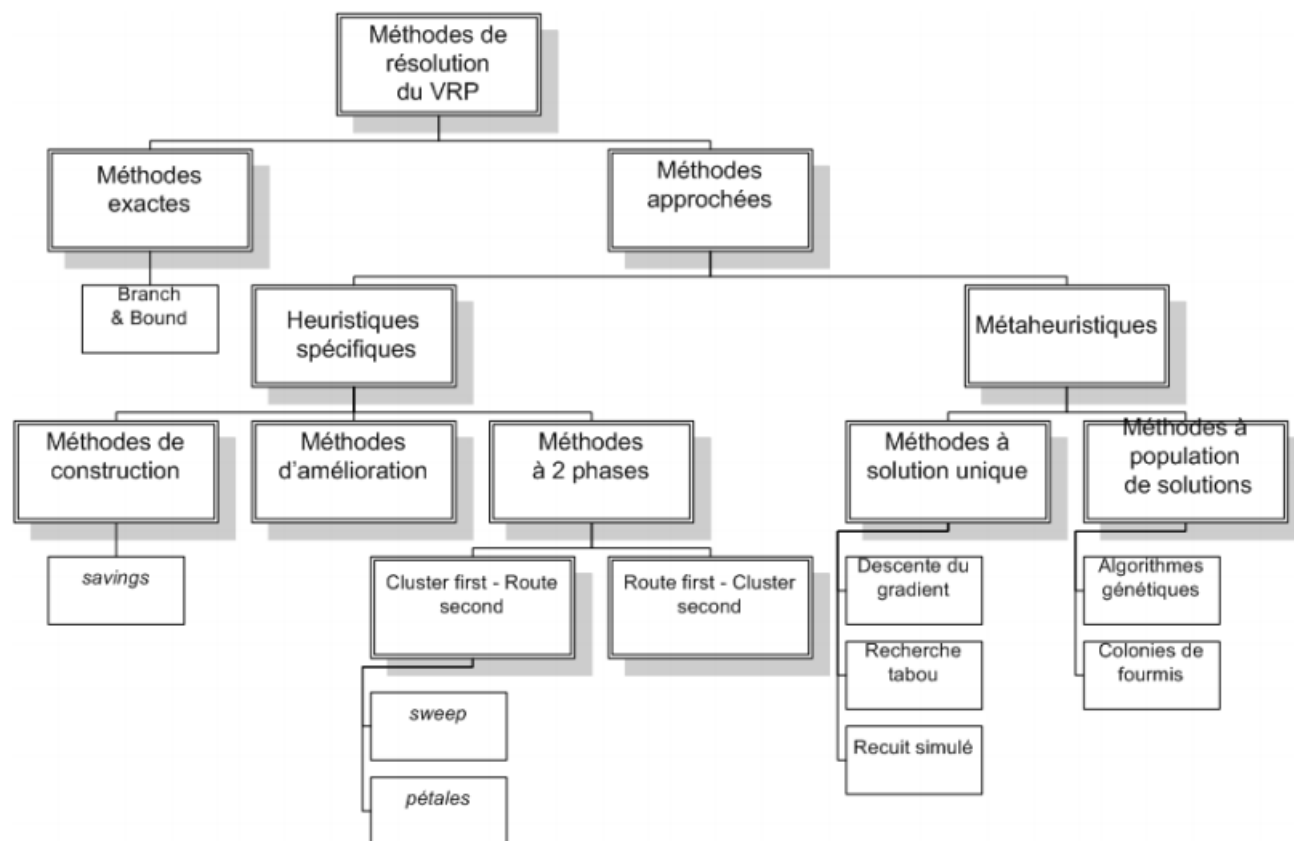 Méthodes de
résolution
du VRP
Méthodes
exactes
Méthodes
approchées
Branch
& Bound
Heuristiques
spécifiques
Métaheuristiques
Méthodes de
construction
Méthodes
d'amélioration
Méthodes
à 2 phases
Méthodes à
solution unique
Méthodes à
population
de solutions
savings
Cluster first - Route
second
Route first - Cluster
second
Descente du
gradient
Algorithmes
génétiques
Recherche
tabou
Colonies de
fourmis
sweep
Recuit simulé
pétales